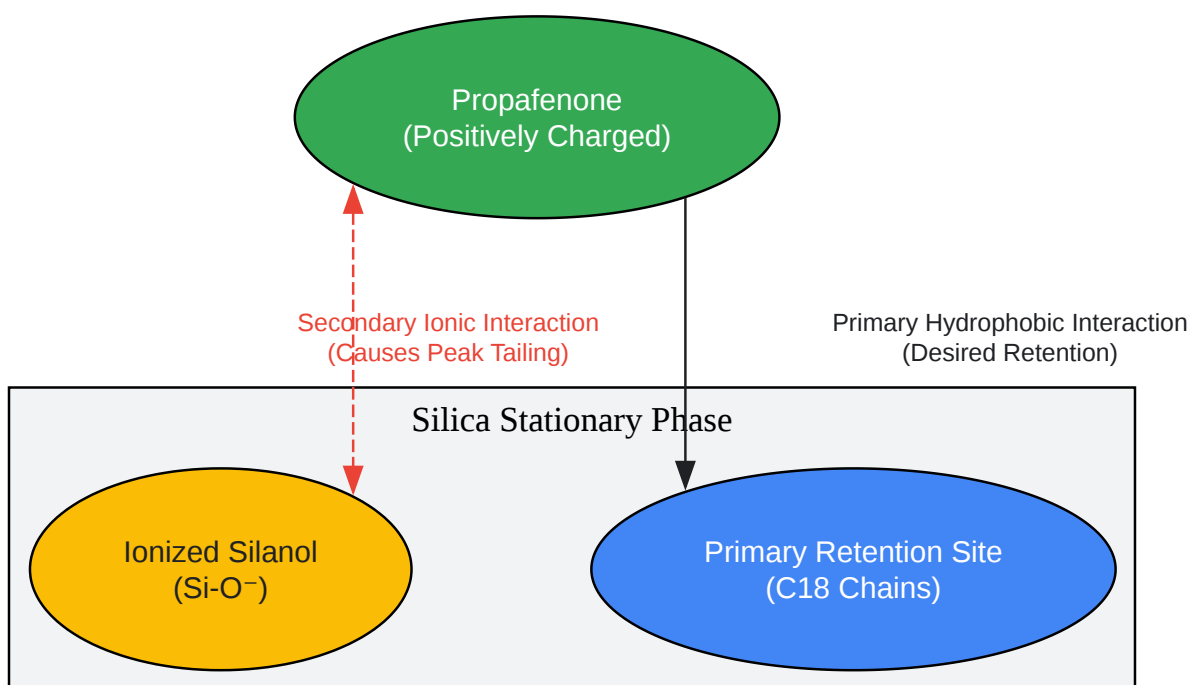 Propafenone
(Positively Charged)
Secondary Ionic Interaction
(Causes Peak Tailing)
Primary Hydrophobic Interaction
(Desired Retention)
Silica Stationary Phase
Ionized Silanol
(Si-O⁻)
Primary Retention Site
(C18 Chains)